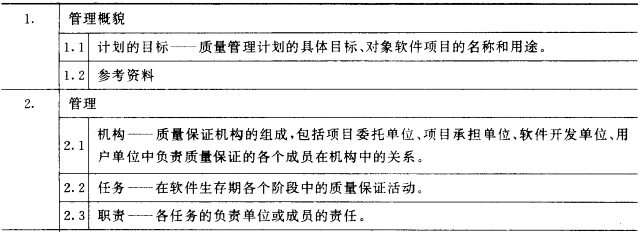 1. 管理概貌
1.1 计划的目标——质量管理计划的具体目标、对象软件项目的名称和用途。
1.2 参考资料
2. 管理
2.1 机构——质量保证机构的组成,包括项目委托单位、项目承担单位、软件开发单位、用
户单位中负责质量保证的各个成员在机构中的关系。
2.2 任务——在软件生存期各个阶段中的质量保证活动。
2.3 职责——各任务的负责单位或成员的责任。